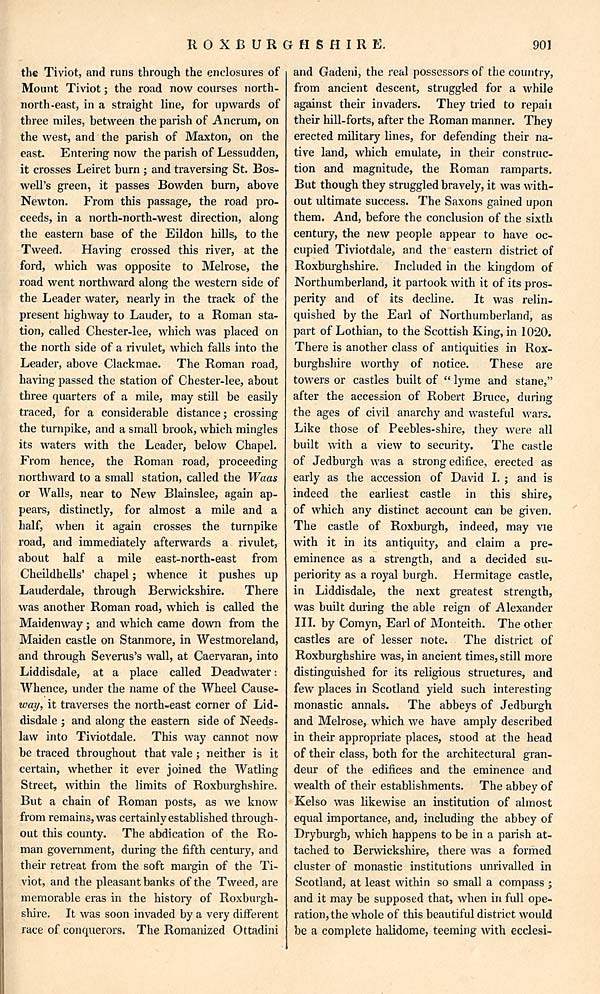 ROXBURGHSHIRE.
901
the Tiviot, and runs through the enclosures of
Mount Tiviot; the road now courses north-
north-east, in a straight line, for upwards of
three miles, between the parish of Ancrum, on
the west, and the parish of Maxton, on the
east. Entering now the parish of Lessudden,
it crosses Leiret burn; and traversing St. Bos-
well's green, it passes Bowden burn, above
Newton. From this passage, the road pro-
ceeds, in a north-north-west direction, along
the eastern base of the Eildon hills, to the
Tweed. Having crossed this river, at the
ford, which was opposite to Melrose, the
road went northward along the western side of
the Leader water, nearly in the track of the
present highway to Lauder, to a Roman sta-
tion, called Chester-lee, which was placed on
the north side of a rivulet, which falls into the
Leader, above Clackmae. The Roman road,
having passed the station of Chester-lee, about
three quarters of a mile, may still be easily
traced, for a considerable distance; crossing
the turnpike, and a small brook, which mingles
its waters with the Leader, below Chapel.
From hence, the Roman road, proceeding
northward to a small station, called the Waas
or Walls, near to New Blainslee, again ap-
pears, distinctly, for almost a mile and a
half, when it again crosses the turnpike
road, and immediately afterwards a rivulet,
about half a mile east-north-east from
Cheildhells' chapel; whence it pushes up
Lauderdale, through Berwickshire. There
was another Roman road, which is called the
Maidenway; and which came down from the
Maiden castle on Stanmore, in Westmoreland,
and through Severus's wall, at Caervaran, into
Liddisdale, at a place called Deadwater:
Whence, under the name of the Wheel Cause-
way, it traverses the north-east corner of Lid-
disdale; and along the eastern side of Needs-
law into Tiviotdale. This way cannot now
be traced throughout that vale; neither is it
certain, whether it ever joined the Watling
Street, within the limits of Roxburghshire.
But a chain of Roman posts, as we know
from remains, was certainly established through-
out this county. The abdication of the Ro-
man government, during the fifth century, and
their retreat from the soft margin of the Ti-
viot, and the pleasant banks of the Tweed, are
memorable eras in the history of Roxburgh-
shire. It was soon invaded by a very different
race of conquerors. The Romanized Ottadini
and Gadeni, the real possessors of the country,
from ancient descent, struggled for a while
against their invaders. They tried to repair
their hill-forts, after the Roman manner. They
erected military lines, for defending their na-
tive land, which emulate, in their construc-
tion and magnitude, the Roman ramparts.
But though they struggled bravely, it was with-
out ultimate success. The Saxons gained upon
them. And, before the conclusion of the sixth
century, the new people appear to have oc-
cupied Tiviotdale, and the eastern district of
Roxburghshire. Included in the kingdom of
Northumberland, it partook with it of its pros-
perity and of its decline. It was relin-
quished by the Earl of Northumberland, as
part of Lothian, to the Scottish King, in 1020.
There is another class of antiquities in Rox-
burghshire worthy of notice. These are
towers or castles built of "lyme and stane,"
after the accession of Robert Bruce, during
the ages of civil anarchy and wasteful wars.
Like those of Peebles-shire, they were all
built with a view to security. The castle
of Jedburgh was a strong edifice, erected as
early as the accession of David I.; and is
indeed the earliest castle in this shire,
of which any distinct account can be given.
The castle of Roxburgh, indeed, may vie
with it in its antiquity, and claim a pre-
eminence as a strength, and a decided su-
periority as a royal burgh. Hermitage castle,
in Liddisdale, the next greatest strength,
was built during the able reign of Alexander
III. by Comyn, Earl of Monteith. The other
castles are of lesser note. The district of
Roxburghshire was, in ancient times, still more
distinguished for its religious structures, and
few places in Scotland yield such interesting
monastic annals. The abbeys of Jedburgh
and Melrose, which we have amply described
in their appropriate places, stood at the head
of their class, both for the architectural gran-
deur of the edifices and the eminence and
wealth of their establishments. The abbey of
Kelso was likewise an institution of almost
equal importance, and, including the abbey of
Dryburgh, which happens to be in a parish at-
tached to Berwickshire, there was a formed
cluster of monastic institutions unrivalled in
Scotland, at least within so small a compass;
and it may be supposed that, when in full ope-
ration, the whole of this beautiful district would
be a complete halidome, teeming with ecclesi-